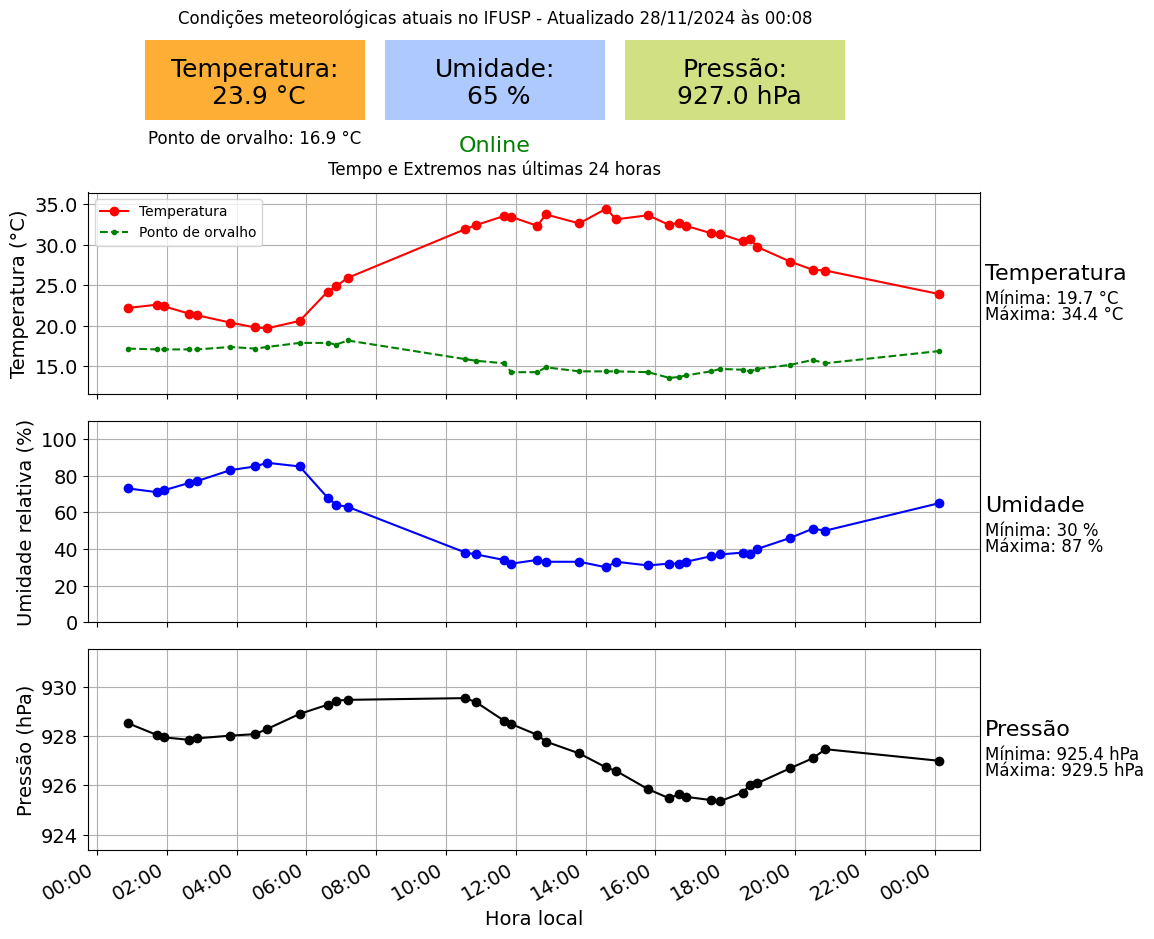 Condições meteorológicas atuais no IFUSP - Atualizado 28/11/2024 às 00:08
Temperatura:
23.9 °C
Umidade:
65 %
Pressão:
927.0 hPa
Ponto de orvalho: 16.9 °C
Online
Tempo e Extremos nas últimas 24 horas
Temperatura (°C)
35.0
30.0
25.0
20.0
15.0
Temperatura
Ponto de orvalho
Temperatura
Mínima: 19.7 °C
Máxima: 34.4 °C
Umidade relativa (%)
100
80
60
40
20
0
Umidade
Mínima: 30 %
Máxima: 87 %
Pressão (hPa)
930
928
926
924
Pressão
Mínima: 925.4 hPa
Máxima: 929.5 hPa
00:00 02:00 04:00 06:00 08:00 10:00 12:00 14:00 16:00 18:00 20:00 22:00 00:00
Hora local